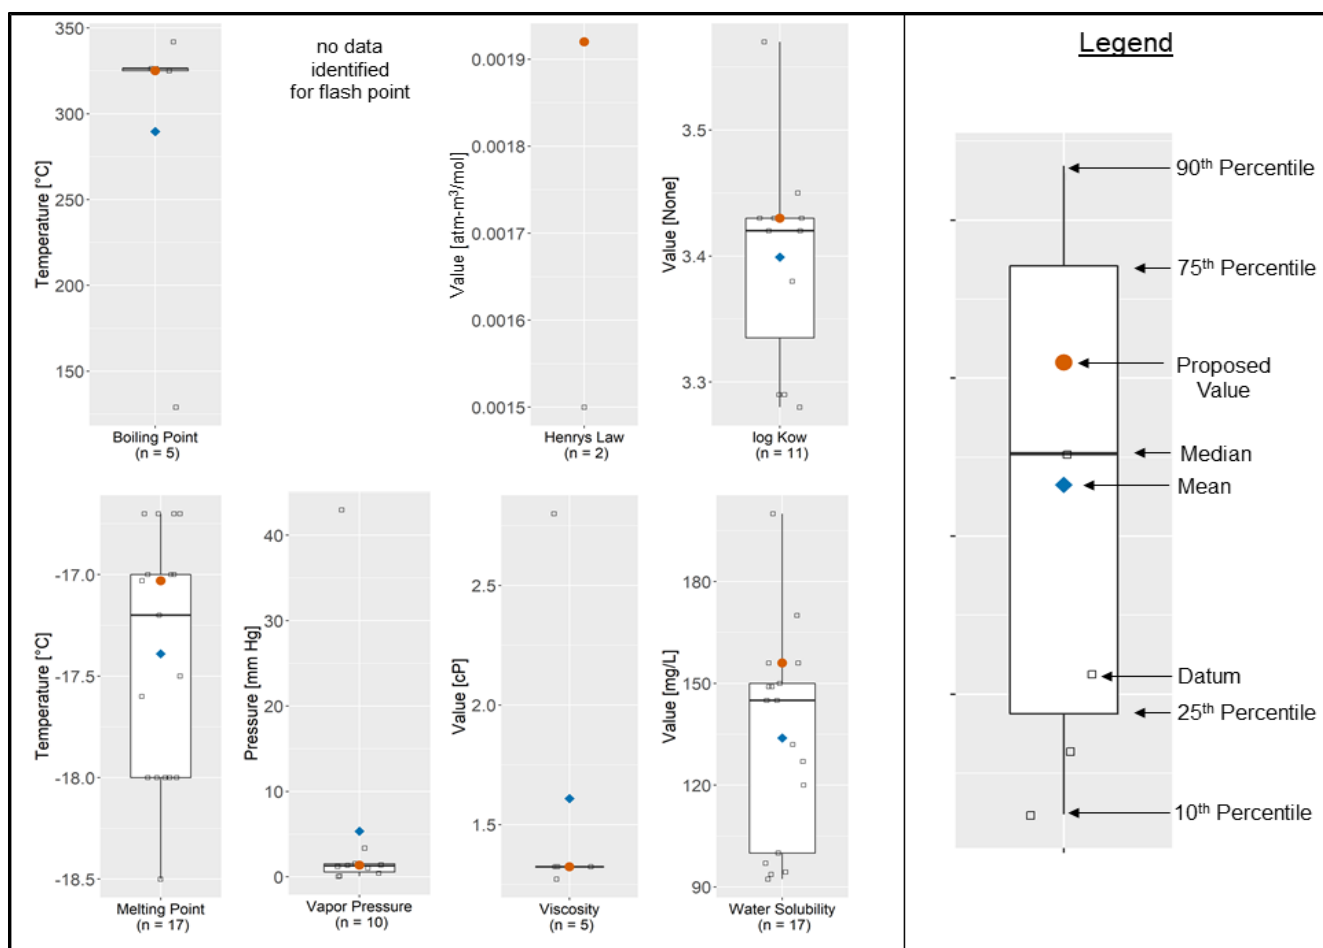 350
300
250
200
150
Temperature [°C]
Boiling Point
(n = 5)
no data
identified
for flash point
0.0019
0.0018
0.0017
0.0016
0.0015
Value [atm-m³/mol]
Henrys Law
(n = 2)
3.5
3.4
3.3
Value [None]
log Kow
(n = 11)
-17.0
-17.5
-18.0
-18.5
Temperature [°C]
Melting Point
(n = 17)
40
30
20
10
0
Pressure [mm Hg]
Vapor Pressure
(n = 10)
2.5
2.0
1.5
Value [cP]
Viscosity
(n = 5)
180
150
120
90
Value [mg/L]
Water Solubility
(n = 17)
Legend
90th Percentile
75th Percentile
Proposed
Value
Median
Mean
Datum
25th Percentile
10th Percentile